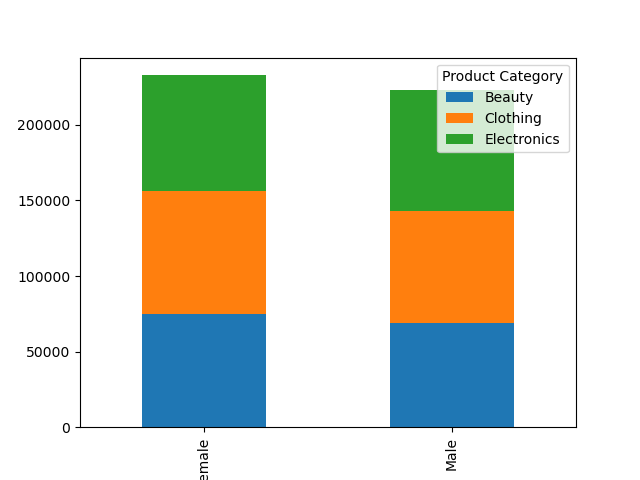 Product Category
Beauty
Clothing
Electronics
200000
150000
100000
50000
0
emale
Male